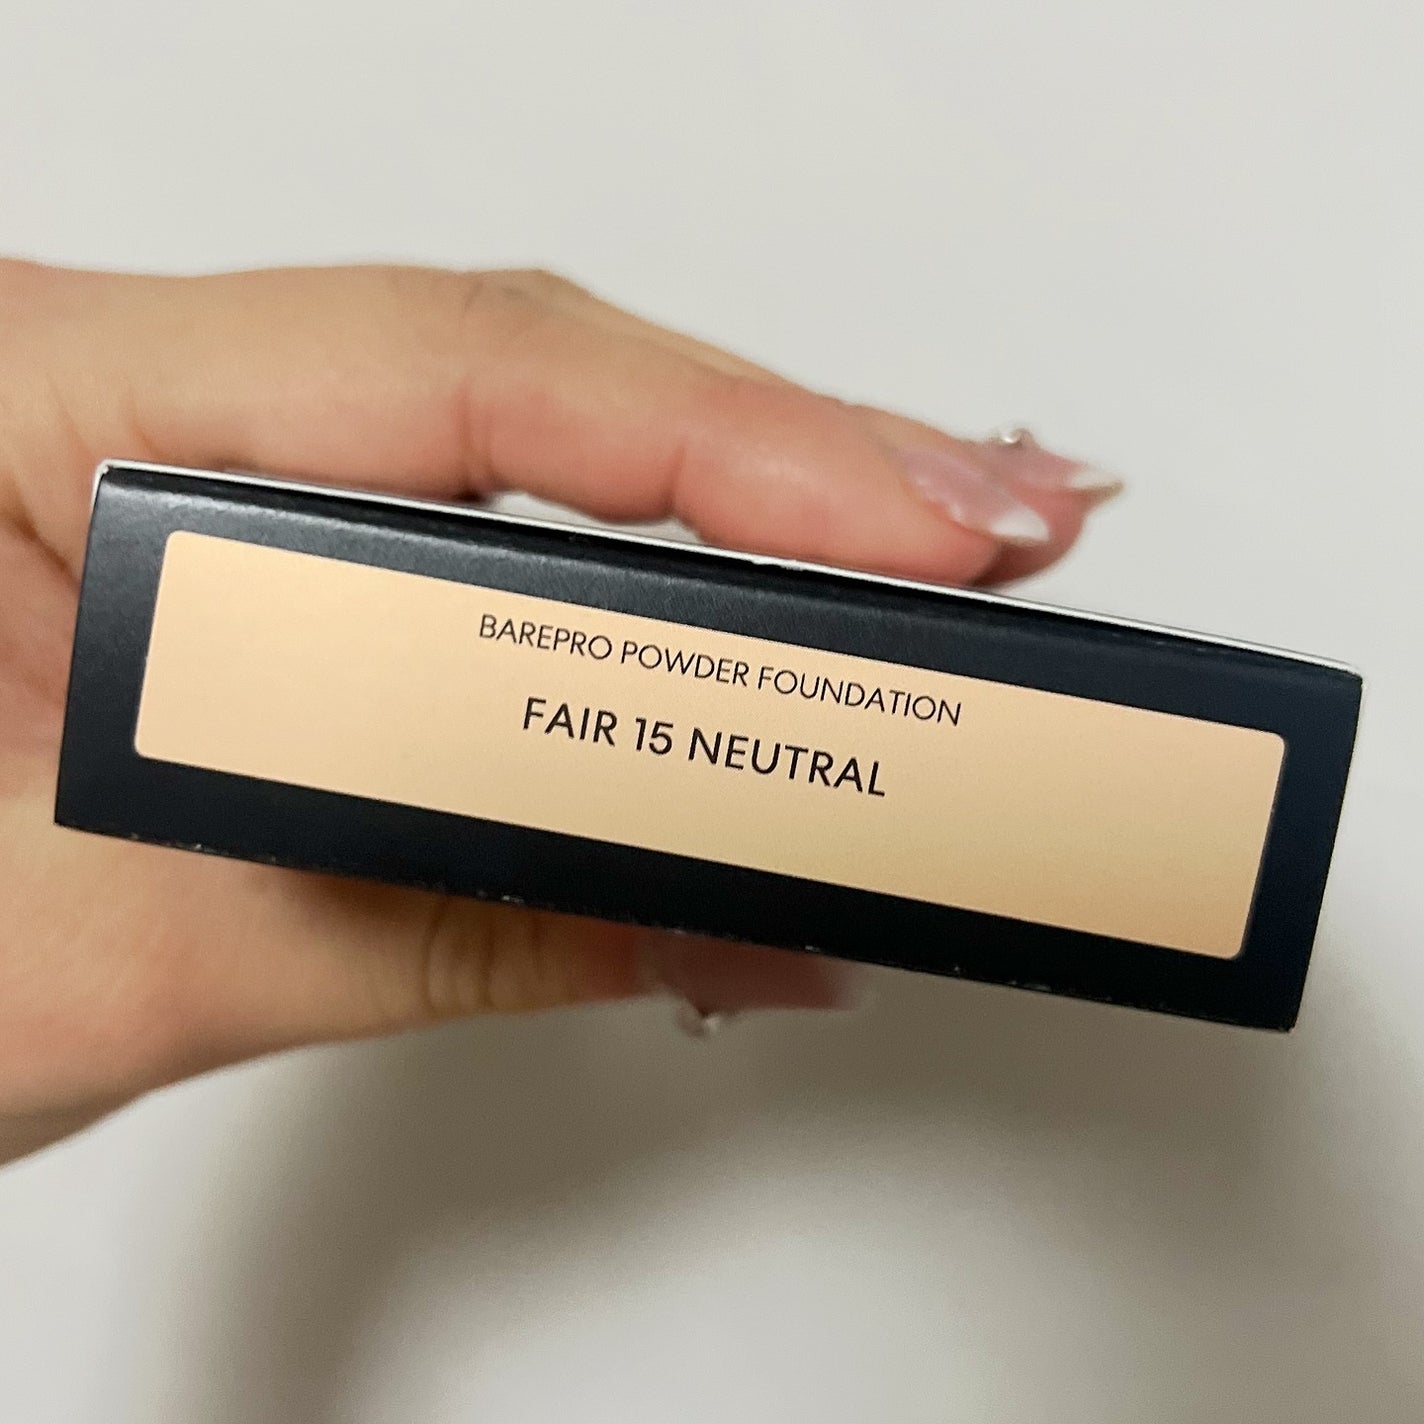 BAREPRO POWDER FOUNDATION
FAIR 15 NEUTRAL